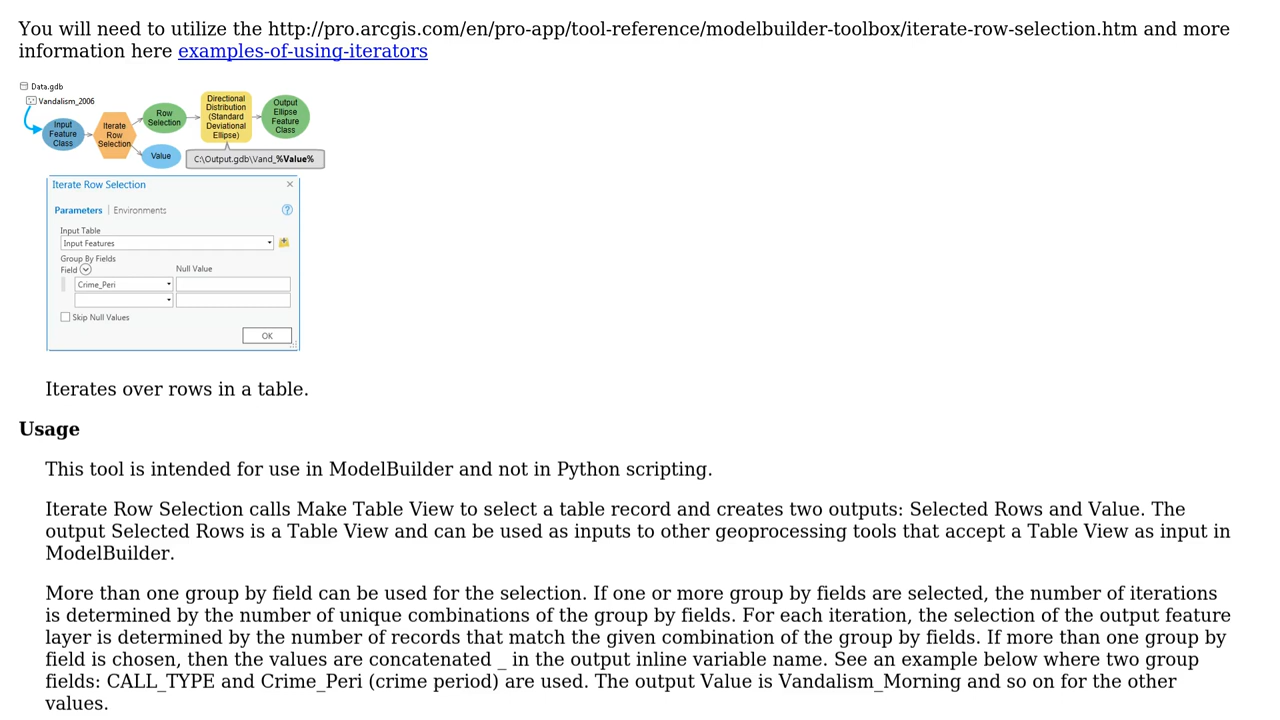 You will need to utilize the http://pro.arcgis.com/en/pro-app/tool-reference/modelbuilder-toolbox/iterate-row-selection.htm and more
information here examples-of-using-iterators
Data.gdb
Vandalism_2006
Input
Feature
Class
Iterate
Row
Selection
Row
Selection
Value
Directional
Distribution
(Standard
Deviational
Ellipse)
Output
Ellipse
Feature
Class
C:\Output.gdb\Vand_%Value%
Iterate Row Selection
Parameters | Environments
Input Table
Input Features
Group By Fields
Field Null Value
Crime_Peri
Skip Null Values
OK
Iterates over rows in a table.
Usage
This tool is intended for use in ModelBuilder and not in Python scripting.
Iterate Row Selection calls Make Table View to select a table record and creates two outputs: Selected Rows and Value. The
output Selected Rows is a Table View and can be used as inputs to other geoprocessing tools that accept a Table View as input in
ModelBuilder.
More than one group by field can be used for the selection. If one or more group by fields are selected, the number of iterations
is determined by the number of unique combinations of the group by fields. For each iteration, the selection of the output feature
layer is determined by the number of records that match the given combination of the group by fields. If more than one group by
field is chosen, then the values are concatenated _ in the output inline variable name. See an example below where two group
fields: CALL_TYPE and Crime_Peri (crime period) are used. The output Value is Vandalism_Morning and so on for the other
values.